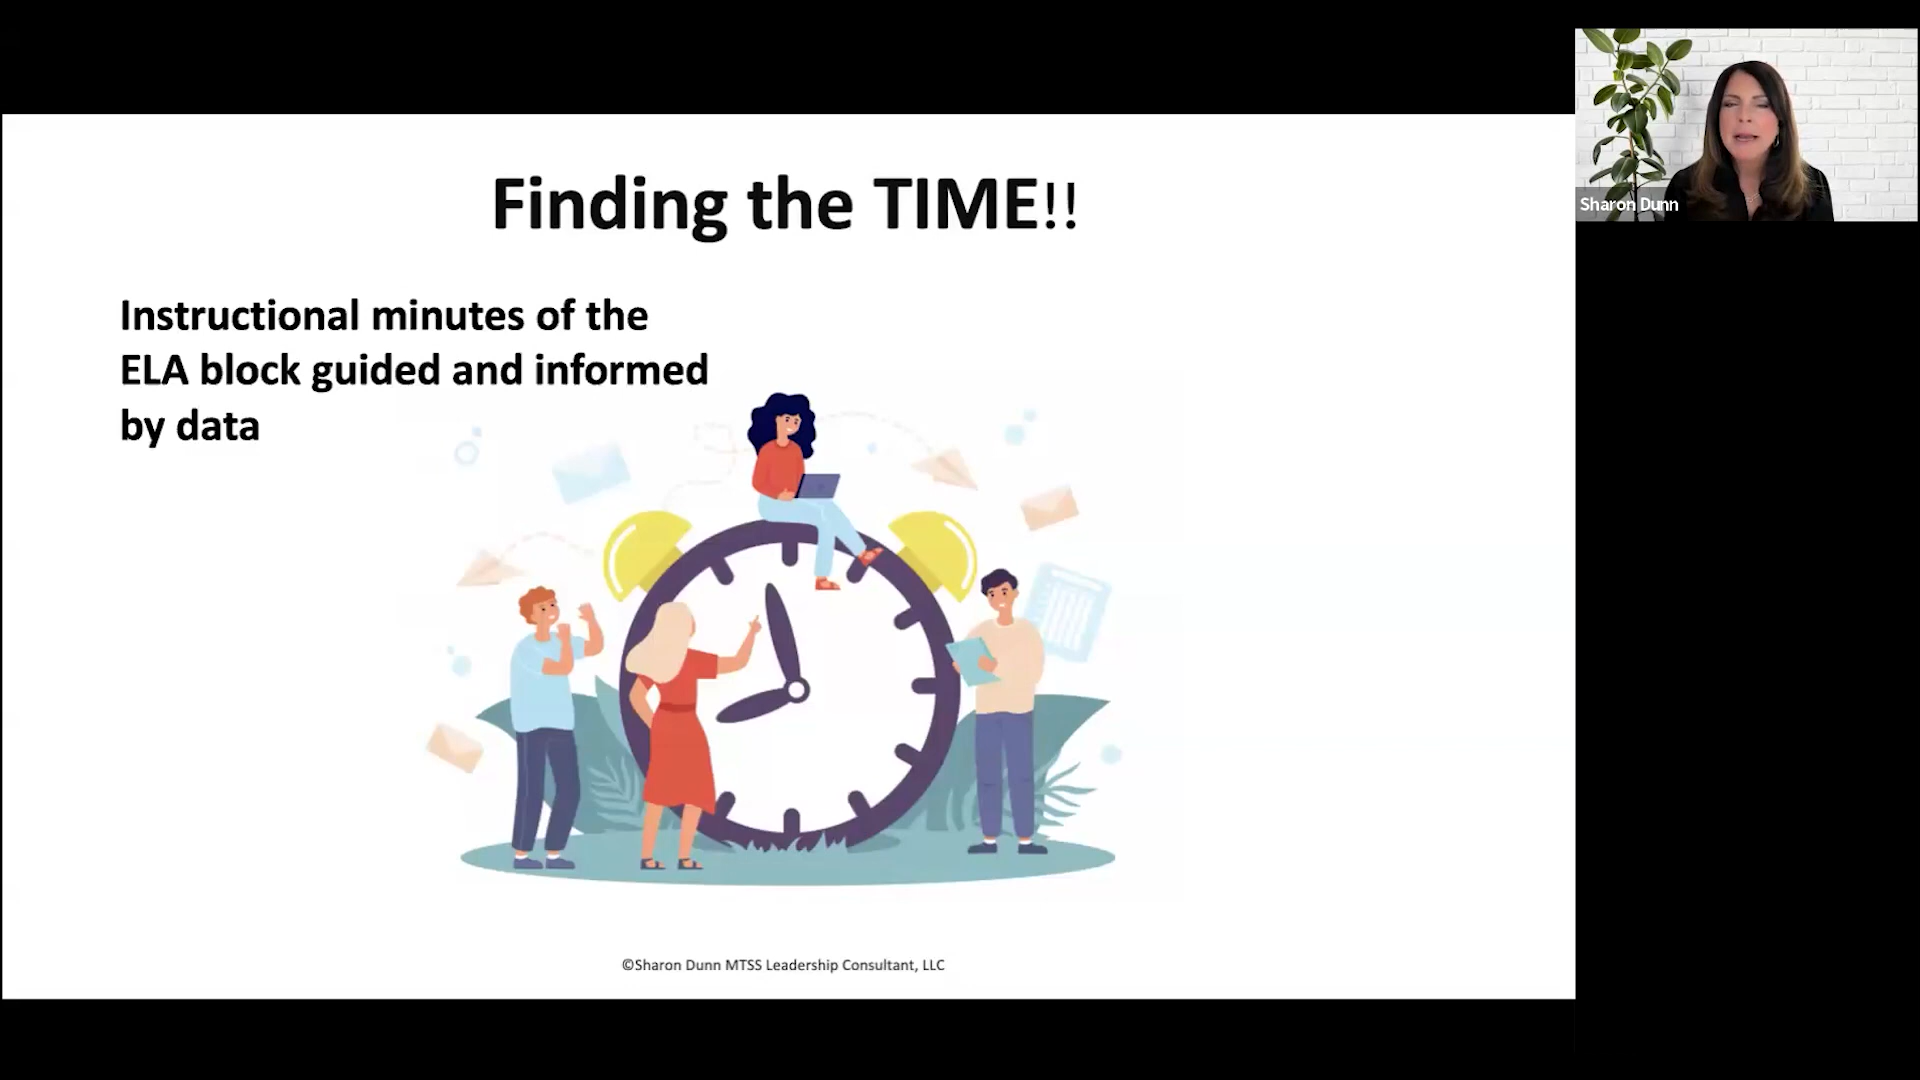 Finding the TIME!!
Instructional minutes of the
ELA block guided and informed
by data
©Sharon Dunn MTSS Leadership Consultant, LLC
Sharon Dunn